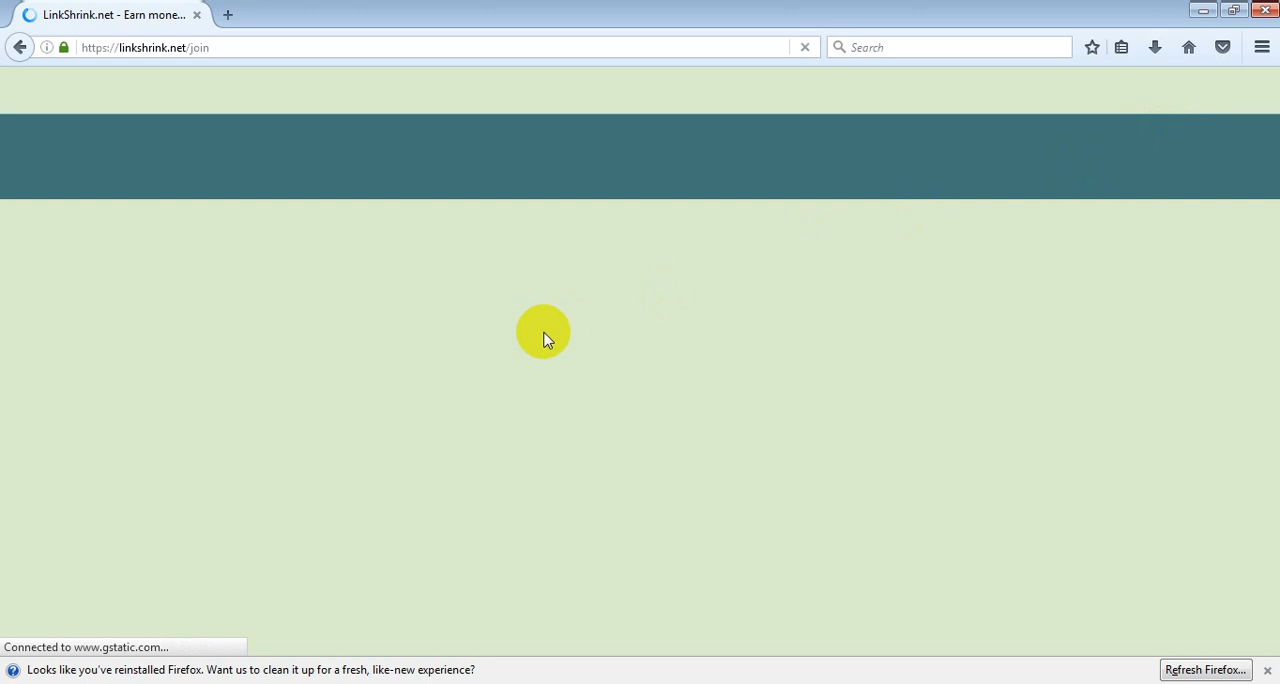 LinkShrink.net - Earn mone...
https://linkshrink.net/join
Search
Connected to www.gstatic.com...
Looks like you've reinstalled Firefox. Want us to clean it up for a fresh, like-new experience?
Refresh Firefox...